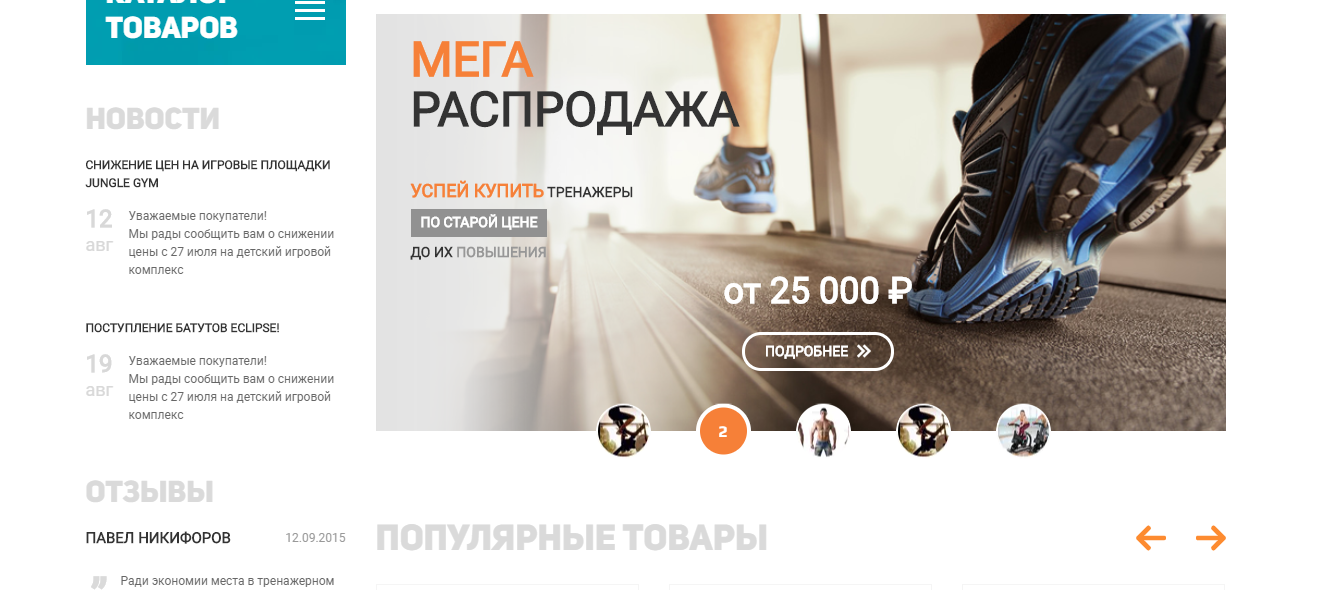 КАТАЛОГ
ТОВАРОВ
НОВОСТИ
СНИЖЕНИЕ ЦЕН НА ИГРОВЫЕ ПЛОЩАДКИ
JUNGLE GYM
12
авг
Уважаемые покупатели!
Мы рады сообщить вам о снижении
цены с 27 июля на детский игровой
комплекс
ПОСТУПЛЕНИЕ БАТУТОВ ECLIPSE!
19
авг
Уважаемые покупатели!
Мы рады сообщить вам о снижении
цены с 27 июля на детский игровой
комплекс
ОТЗЫВЫ
ПАВЕЛ НИКИФОРОВ 12.09.2015
Ради экономии места в тренажерном
МЕГА
РАСПРОДАЖА
УСПЕЙ КУПИТЬ ТРЕНАЖЕРЫ
ПО СТАРОЙ ЦЕНЕ
ДО ИХ ПОВЫШЕНИЯ
от 25 000 ₽
ПОДРОБНЕЕ
2
ПОПУЛЯРНЫЕ ТОВАРЫ